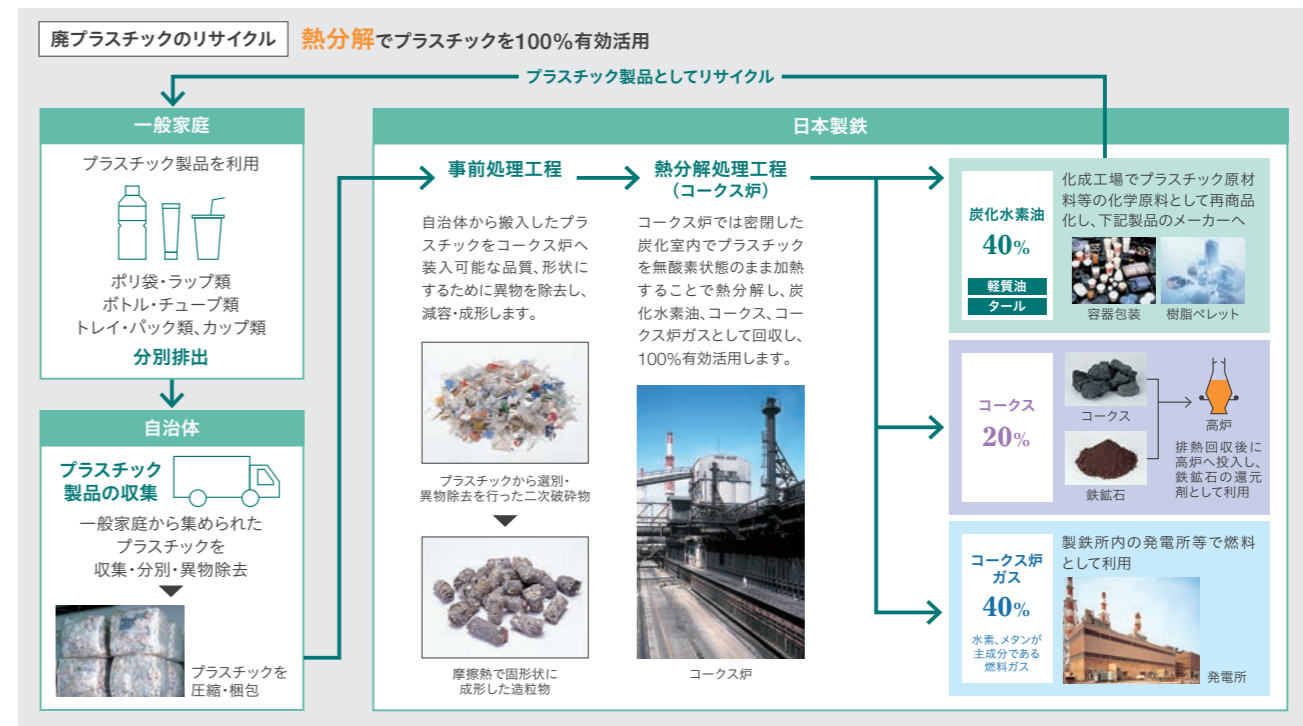 廃プラスチックのリサイクル
熱分解でプラスチックを100%有効活用
プラスチック製品としてリサイクル
一般家庭
プラスチック製品を利用
ポリ袋・ラップ類
ボトル・チューブ類
トレイ・パック類、カップ類
分別排出
自治体
プラスチック
製品の収集
一般家庭から集められた
プラスチックを
収集・分別・異物除去
プラスチックを
圧縮・梱包
日本製鉄
事前処理工程
自治体から搬入したプラ
スチックをコークス炉へ
装入可能な品質、形状に
するために異物を除去し、
減容・成形します。
プラスチックから選別・
異物除去を行った二次破砕物
摩擦熱で固形状に
成形した造粒物
熱分解処理工程
（コークス炉）
コークス炉では密閉した
炭化室内でプラスチック
を無酸素状態のまま加熱
することで熱分解し、炭
化水素油、コークス、コー
クス炉ガスとして回収し、
100%有効活用します。
コークス炉
炭化水素油
40%
軽質油
タール
化成工場でプラスチック原材
料等の化学原料として再商品
化し、下記製品のメーカーへ
容器包装
樹脂ペレット
コークス
20%
コークス
鉄鉱石
高炉
排熱回収後に
高炉へ投入し、
鉄鉱石の還元
剤として利用
コークス炉
ガス
40%
水素、メタンが
主成分である
燃料ガス
製鉄所内の発電所等で燃料
として利用
発電所